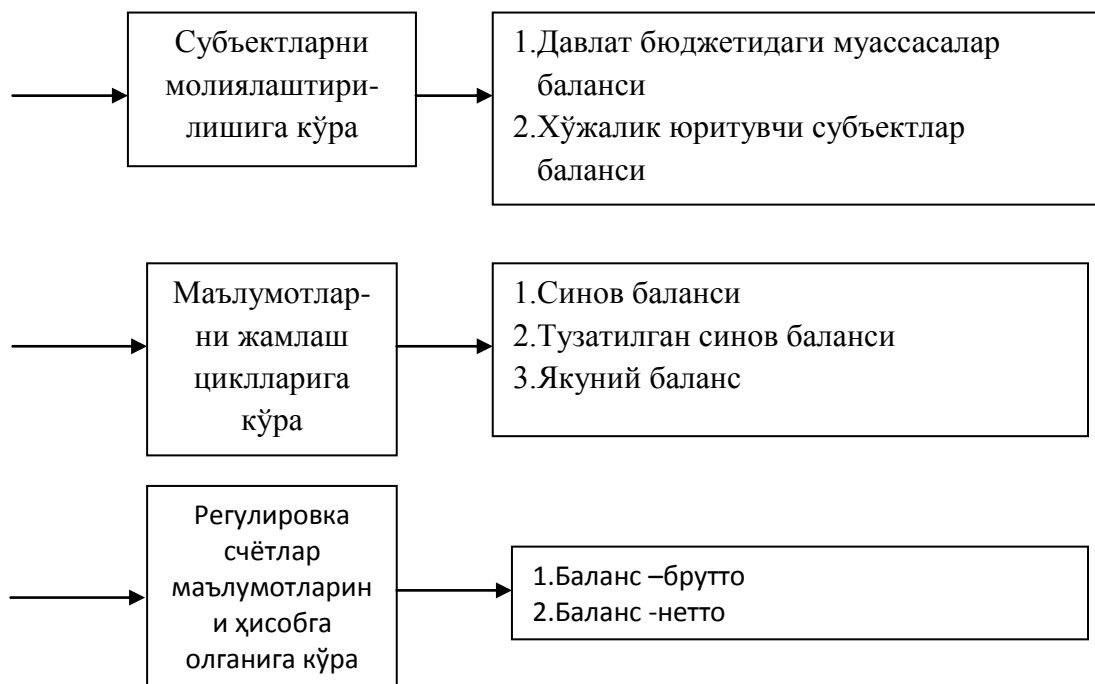 Субъектларни
молиялаштири-
лишига кўра
1.Давлат бюджетидаги муассасалар
баланси
2.Хўжалик юритувчи субъектлар
баланси
Маълумотлар-
ни жамлаш
циклларига
кўра
1.Синов баланси
2.Тузатилган синов баланси
3.Якуний баланс
Регулировка
счётлар
маълумотларин
и ҳисобга
олганига кўра
1.Баланс –брутто
2.Баланс -нетто